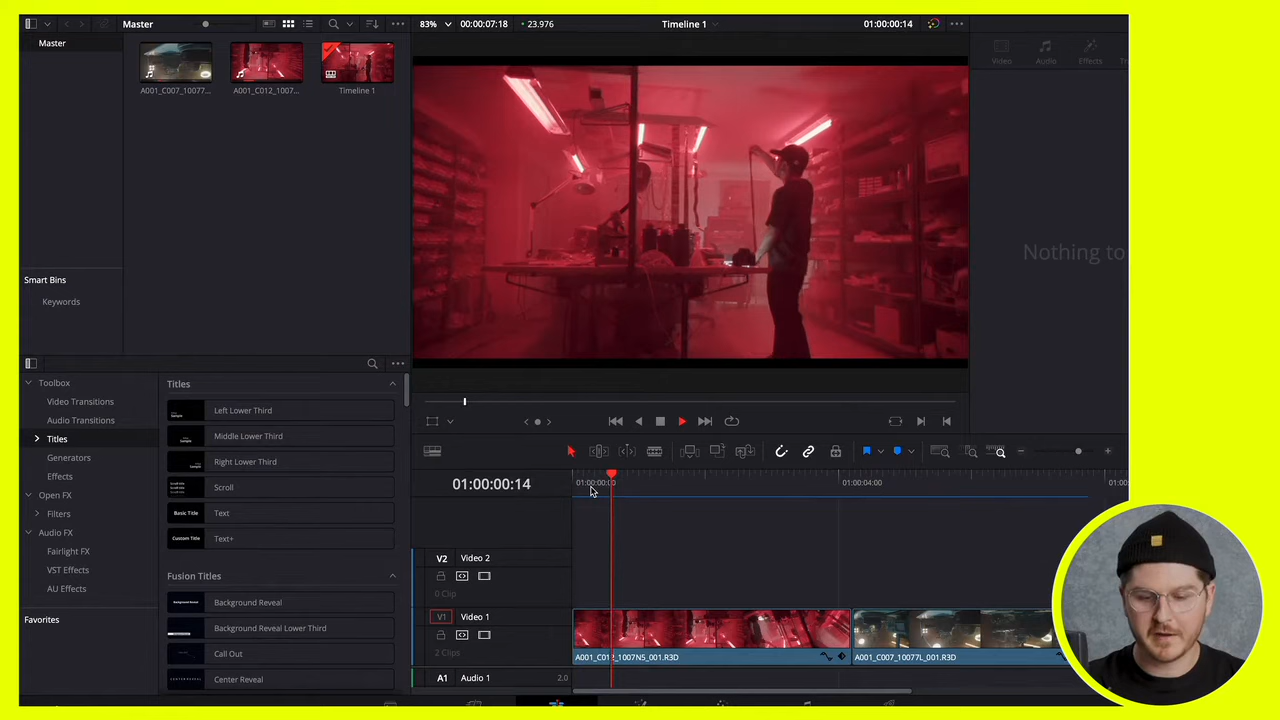 Master
83%
00:00:07:18
23.976
Timeline 1
01:00:00:14
Master
A001_C007_10077...
A001_C012_1007...
Timeline 1
Video
Audio
Effects
Nothing to
Smart Bins
Keywords
Toolbox
Video Transitions
Audio Transitions
Titles
Generators
Effects
Open FX
Filters
Audio FX
Fairlight FX
VST Effects
AU Effects
Favorites
Titles
Left Lower Third
Middle Lower Third
Right Lower Third
Scroll
Basic Title
Text
Custom Title
Text+
Fusion Titles
Background Reveal
Background Reveal Lower Third
Call Out
Center Reveal
01:00:00:14
01:00:00:00
01:00:04:00
V2
Video 2
0 Clip
V1
Video 1
2 Clips
A001_C012_1007N5_001.R3D
A001_C007_10077L_001.R3D
A1
Audio 1
2.0